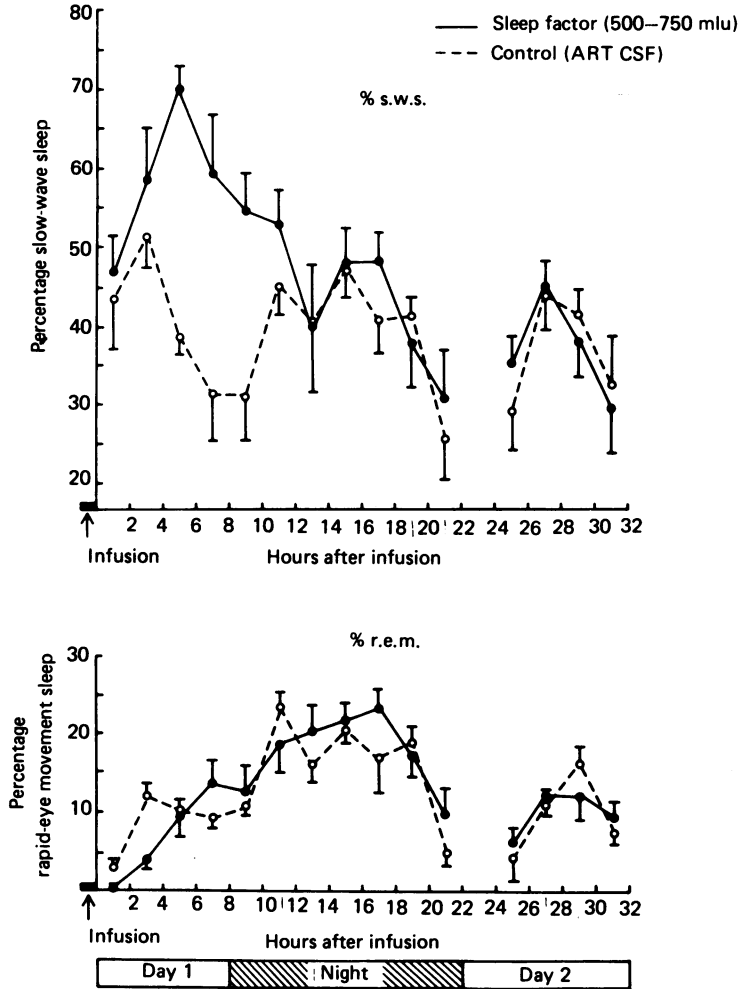 Sleep factor (500–750 mlu)
Control (ART CSF)
% s.w.s.
Percentage slow-wave sleep
80
70
60
50
40
30
20
2 4 6 8 10 12 14 16 18 20 22 24 26 28 30 32
Infusion
Hours after infusion
% r.e.m.
Percentage
rapid-eye movement sleep
30
20
10
2 4 6 8 10 12 14 16 18 20 22 24 26 28 30 32
Infusion
Hours after infusion
Day 1 Night Day 2